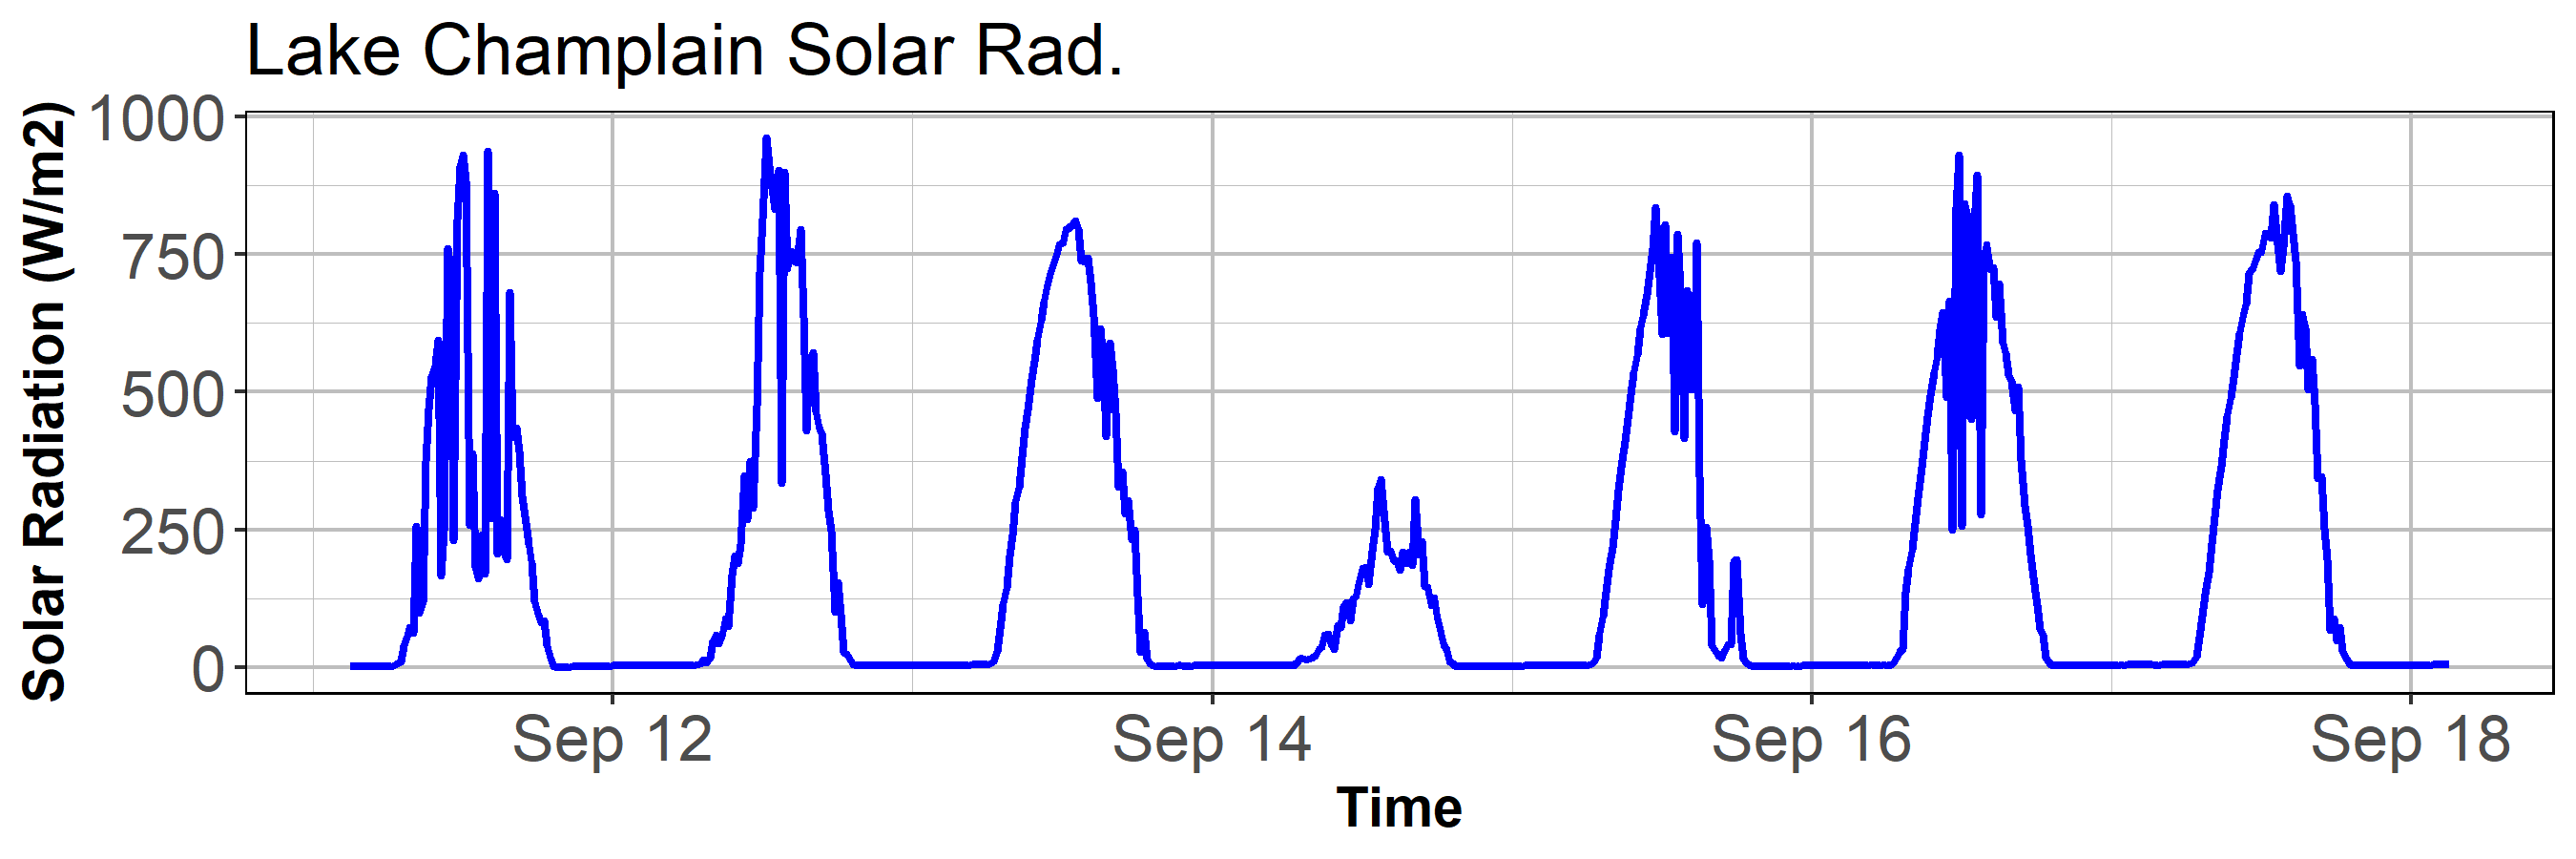 Lake Champlain Solar Rad.
Solar Radiation (W/m2)
1000
750
500
250
0
Sep 12
Sep 14
Sep 16
Sep 18
Time